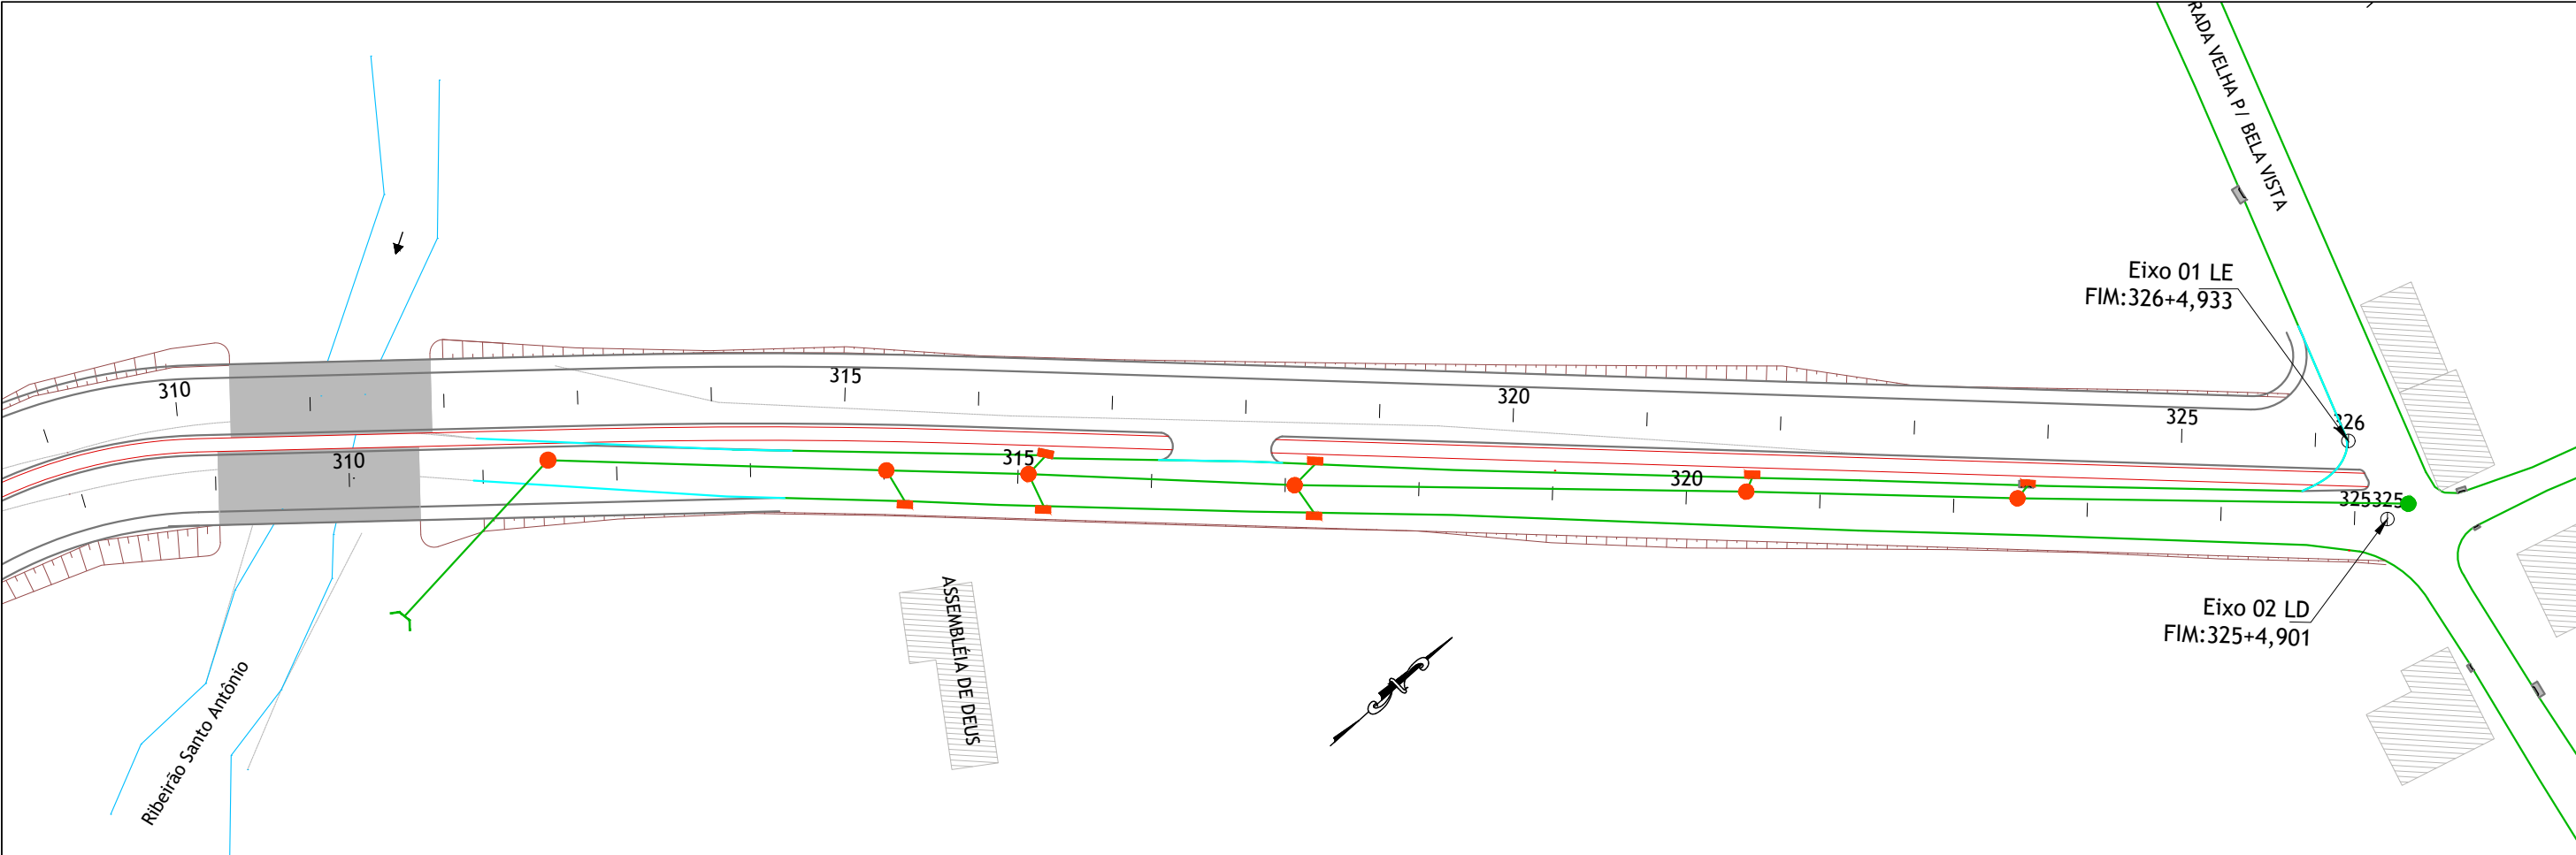 RADA VELHA P/ BELA VISTA
Eixo 01 LE
FIM:326+4,933
310
315
320
325
326
310
315
320
325325
ASSEMBLÉIA DE DEUS
Eixo 02 LD
FIM:325+4,901
Ribeirão Santo Antônio